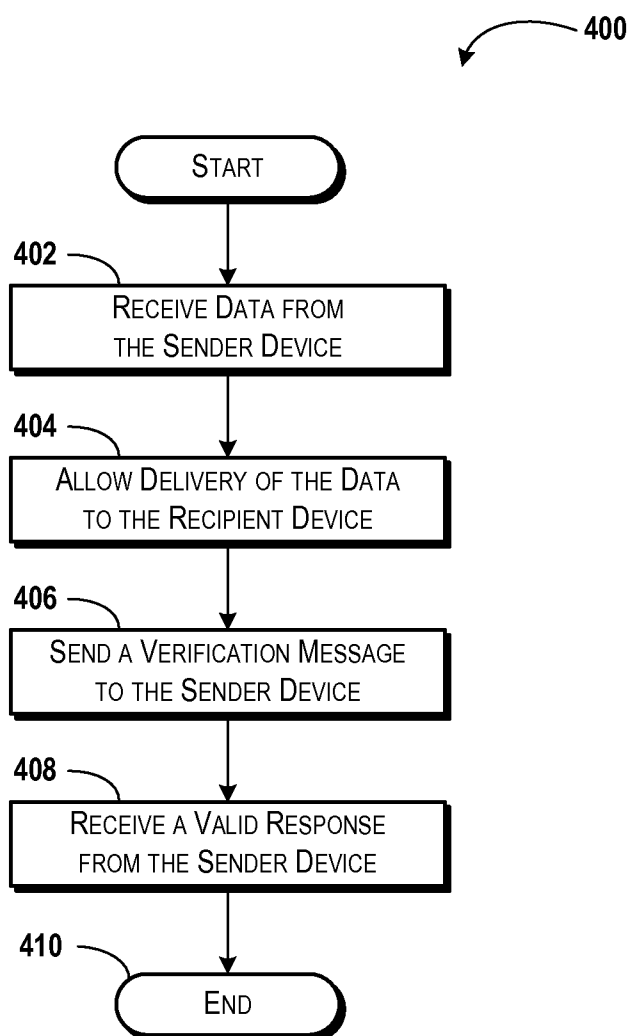 400
START
402
RECEIVE DATA FROM
THE SENDER DEVICE
404
ALLOW DELIVERY OF THE DATA
TO THE RECIPIENT DEVICE
406
SEND A VERIFICATION MESSAGE
TO THE SENDER DEVICE
408
RECEIVE A VALID RESPONSE
FROM THE SENDER DEVICE
410
END